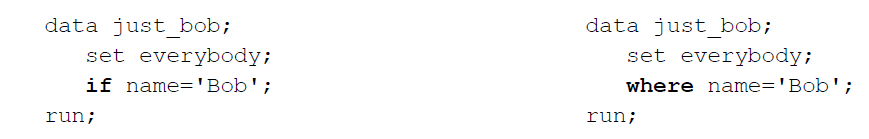 data just_bob;
set everybody;
if name='Bob';
run;
data just_bob;
set everybody;
where name='Bob';
run;